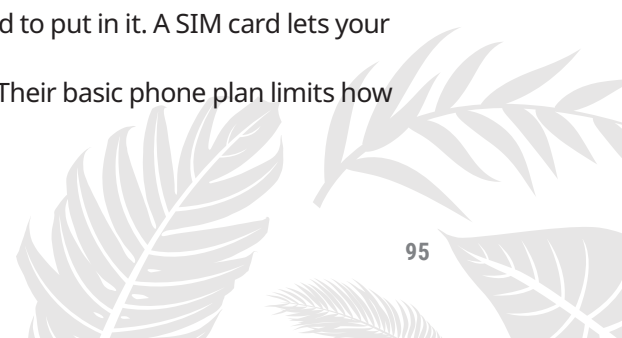 d to put in it. A SIM card lets your
Their basic phone plan limits how
95